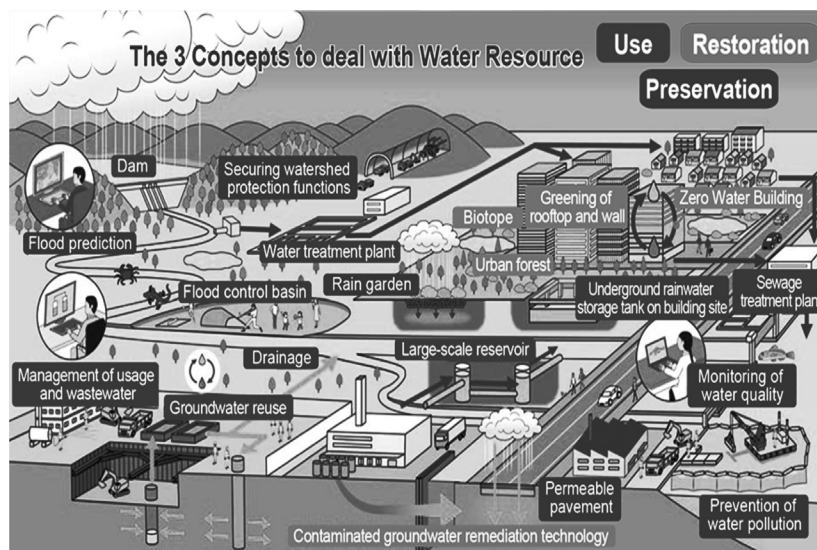 The 3 Concepts to deal with Water Resource
Use
Restoration
Preservation
Dam
Securing watershed
protection functions
Flood prediction
Water treatment plant
Biotope
Greening of
rooftop and wall
Zero Water Building
Urban forest
Rain garden
Flood control basin
Underground rainwater
storage tank on building site
Sewage
treatment plant
Drainage
Large-scale reservoir
Management of usage
and wastewater
Groundwater reuse
Monitoring of
water quality
Permeable
pavement
Prevention of
water pollution
Contaminated groundwater remediation technology